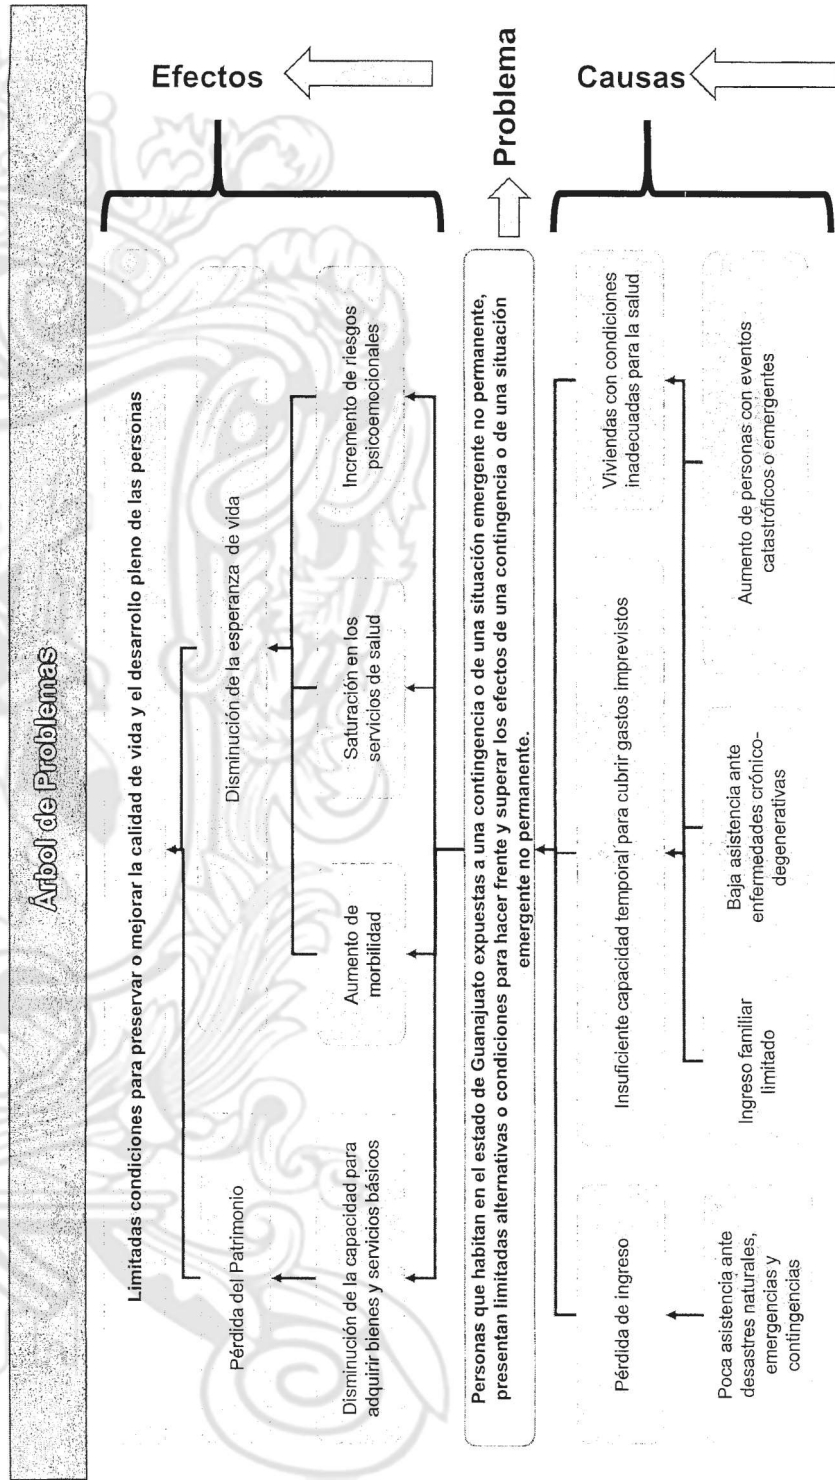 Árbol de Problemas
Limitadas condiciones para preservar o mejorar la calidad de vida y el desarrollo pleno de las personas
Efectos
Pérdida del Patrimonio
Disminución de la esperanza de vida
Disminución de la capacidad para
adquirir bienes y servicios básicos
Aumento de
morbilidad
Saturación en los
servicios de salud
Incremento de riesgos
psicoemocionales
Personas que habitan en el estado de Guanajuato expuestas a una contingencia o de una situación emergente no permanente,
presentan limitadas alternativas o condiciones para hacer frente y superar los efectos de una contingencia o de una situación
emergente no permanente.
Problema
Pérdida de ingreso
Insuficiente capacidad temporal para cubrir gastos imprevistos
Viviendas con condiciones
inadecuadas para la salud
Causas
Poca asistencia ante
desastres naturales,
emergencias y
contingencias
Ingreso familiar
limitado
Baja asistencia ante
enfermedades crónico-
degenerativas
Aumento de personas con eventos
catastróficos o emergentes